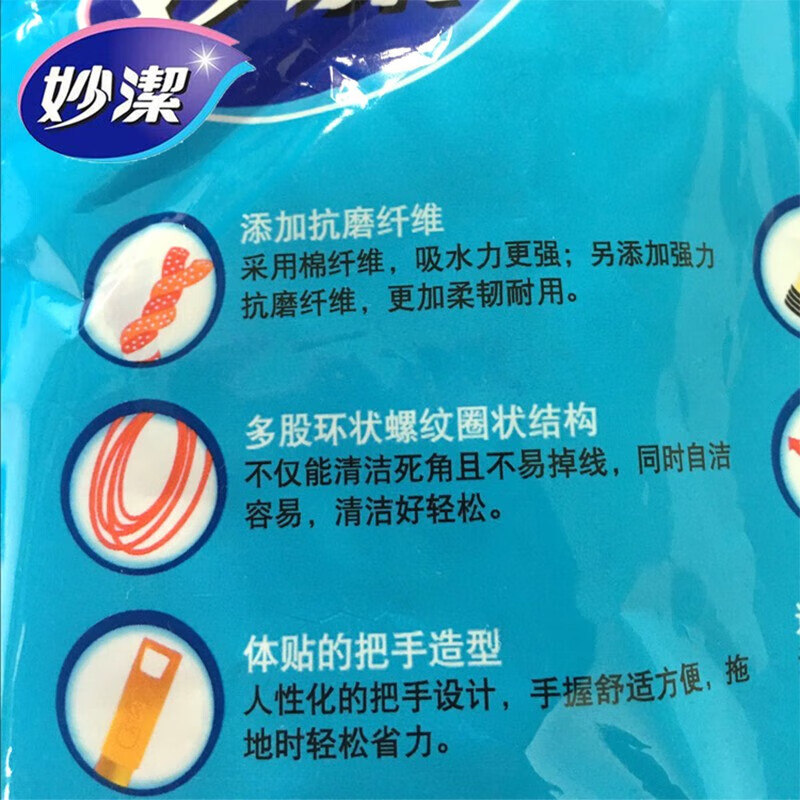 妙潔
添加抗磨纤维
采用棉纤维，吸水力更强；另添加强力
抗磨纤维，更加柔韧耐用。
多股环状螺纹圈状结构
不仅能清洁死角且不易掉线，同时自洁
容易，清洁好轻松。
体贴的把手造型
人性化的把手设计，手握舒适方便，拖
地时轻松省力。